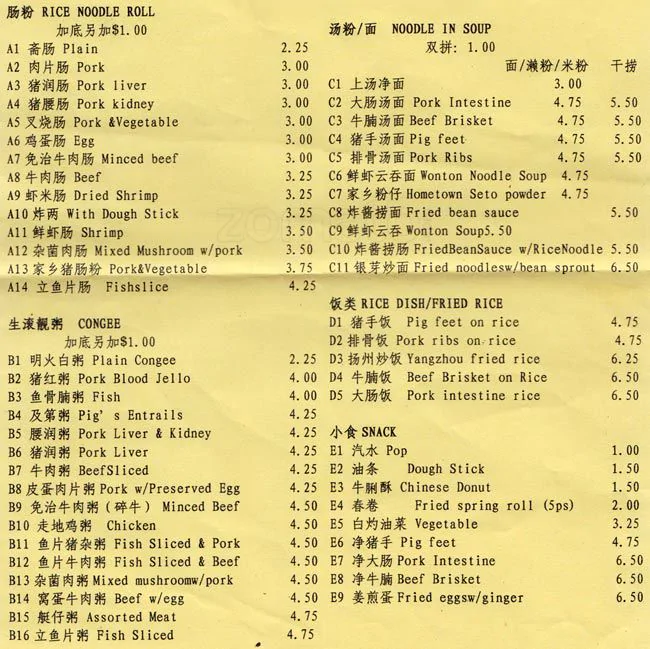 肠粉 RICE NOODLE ROLL
加底另加$1.00
A1 斋肠 Plain 2.25
A2 肉片肠 Pork 3.00
A3 猪润肠 Pork liver 3.00
A4 猪腰肠 Pork kidney 3.00
A5 叉烧肠 Pork &Vegetable 3.00
A6 鸡蛋肠 Egg 3.00
A7 免治牛肉肠 Minced beef 3.00
A8 牛肉肠 Beef 3.25
A9 虾米肠 Dried Shrimp 3.25
A10 炸两 With Dough Stick 3.25
A11 鲜虾肠 Shrimp 3.50
A12 杂菌肉肠 Mixed Mushroom w/pork 3.50
A13 家乡猪肠粉 Pork&Vegetable 3.75
A14 立鱼片肠 Fishslice 4.25
生滚靓粥 CONGEE
加底另加$1.00
B1 明火白粥 Plain Congee 2.25
B2 猪红粥 Pork Blood Jello 4.00
B3 鱼骨腩粥 Fish 4.00
B4 及第粥 Pig's Entrails 4.25
B5 腰润粥 Pork Liver & Kidney 4.25
B6 猪润粥 Pork Liver 4.25
B7 牛肉粥 BeefSliced 4.25
B8 皮蛋肉片粥 Pork w/Preserved Egg 4.25
B9 免治牛肉粥（碎牛） Minced Beef 4.50
B10 走地鸡粥 Chicken 4.50
B11 鱼片猪杂粥 Fish Sliced & Pork 4.50
B12 鱼片牛肉粥 Fish Sliced & Beef 4.50
B13 杂菌肉粥 Mixed mushroomw/pork 4.50
B14 窝蛋牛肉粥 Beef w/egg 4.50
B15 艇仔粥 Assorted Meat 4.75
B16 立鱼片粥 Fish Sliced 4.75
汤粉/面 NOODLE IN SOUP
双拼: 1.00
面/濑粉/米粉 干捞
C1 上汤净面 3.00
C2 大肠汤面 Pork Intestine 4.75 5.50
C3 牛腩汤面 Beef Brisket 4.75 5.50
C4 猪手汤面 Pig feet 4.75 5.50
C5 排骨汤面 Pork Ribs 4.75 5.50
C6 鲜虾云吞面 Wonton Noodle Soup 4.75
C7 家乡粉仔 Hometown Seto powder 4.75
C8 炸酱捞面 Fried bean sauce 5.50
C9 鲜虾云吞 Wonton Soup5.50
C10 炸酱捞肠 FriedBeanSauce w/RiceNoodle 5.50
C11 银芽炒面 Fried noodlesw/bean sprout 6.50
饭类 RICE DISH/FRIED RICE
D1 猪手饭 Pig feet on rice 4.75
D2 排骨饭 Pork ribs on rice 4.75
D3 扬州炒饭 Yangzhou fried rice 6.25
D4 牛腩饭 Beef Brisket on Rice 6.50
D5 大肠饭 Pork intestine rice 6.50
小食 SNACK
E1 汽水 Pop 1.00
E2 油条 Dough Stick 1.50
E3 牛脷酥 Chinese Donut 1.50
E4 春卷 Fried spring roll (5ps) 2.00
E5 白灼油菜 Vegetable 3.25
E6 净猪手 Pig feet 4.75
E7 净大肠 Pork Intestine 6.50
E8 净牛腩 Beef Brisket 6.50
E9 姜煎蛋 Fried eggsw/ginger 6.50